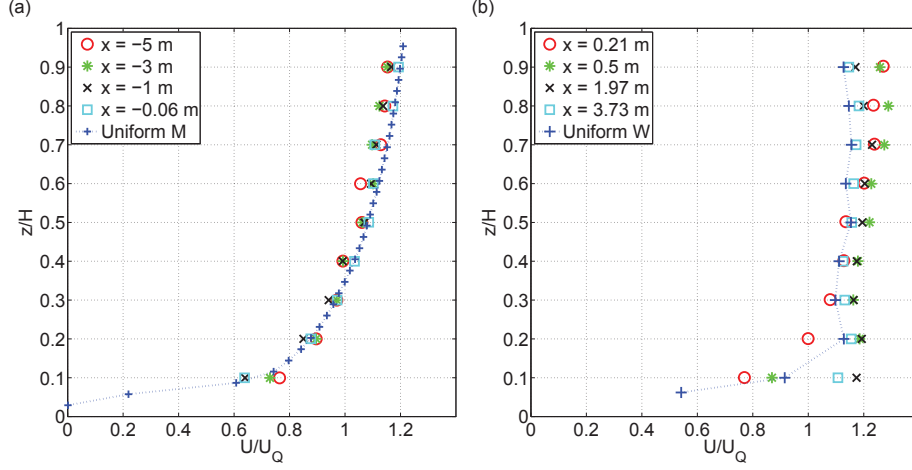 (a)
x = −5 m
x = −3 m
x = −1 m
x = −0.06 m
Uniform M
1
0.9
0.8
0.7
0.6
0.5
0.4
0.3
0.2
0.1
0
z/H
0 0.2 0.4 0.6 0.8 1 1.2
U/U_Q
(b)
x = 0.21 m
x = 0.5 m
x = 1.97 m
x = 3.73 m
Uniform W
1
0.9
0.8
0.7
0.6
0.5
0.4
0.3
0.2
0.1
0
z/H
0 0.2 0.4 0.6 0.8 1 1.2
U/U_Q